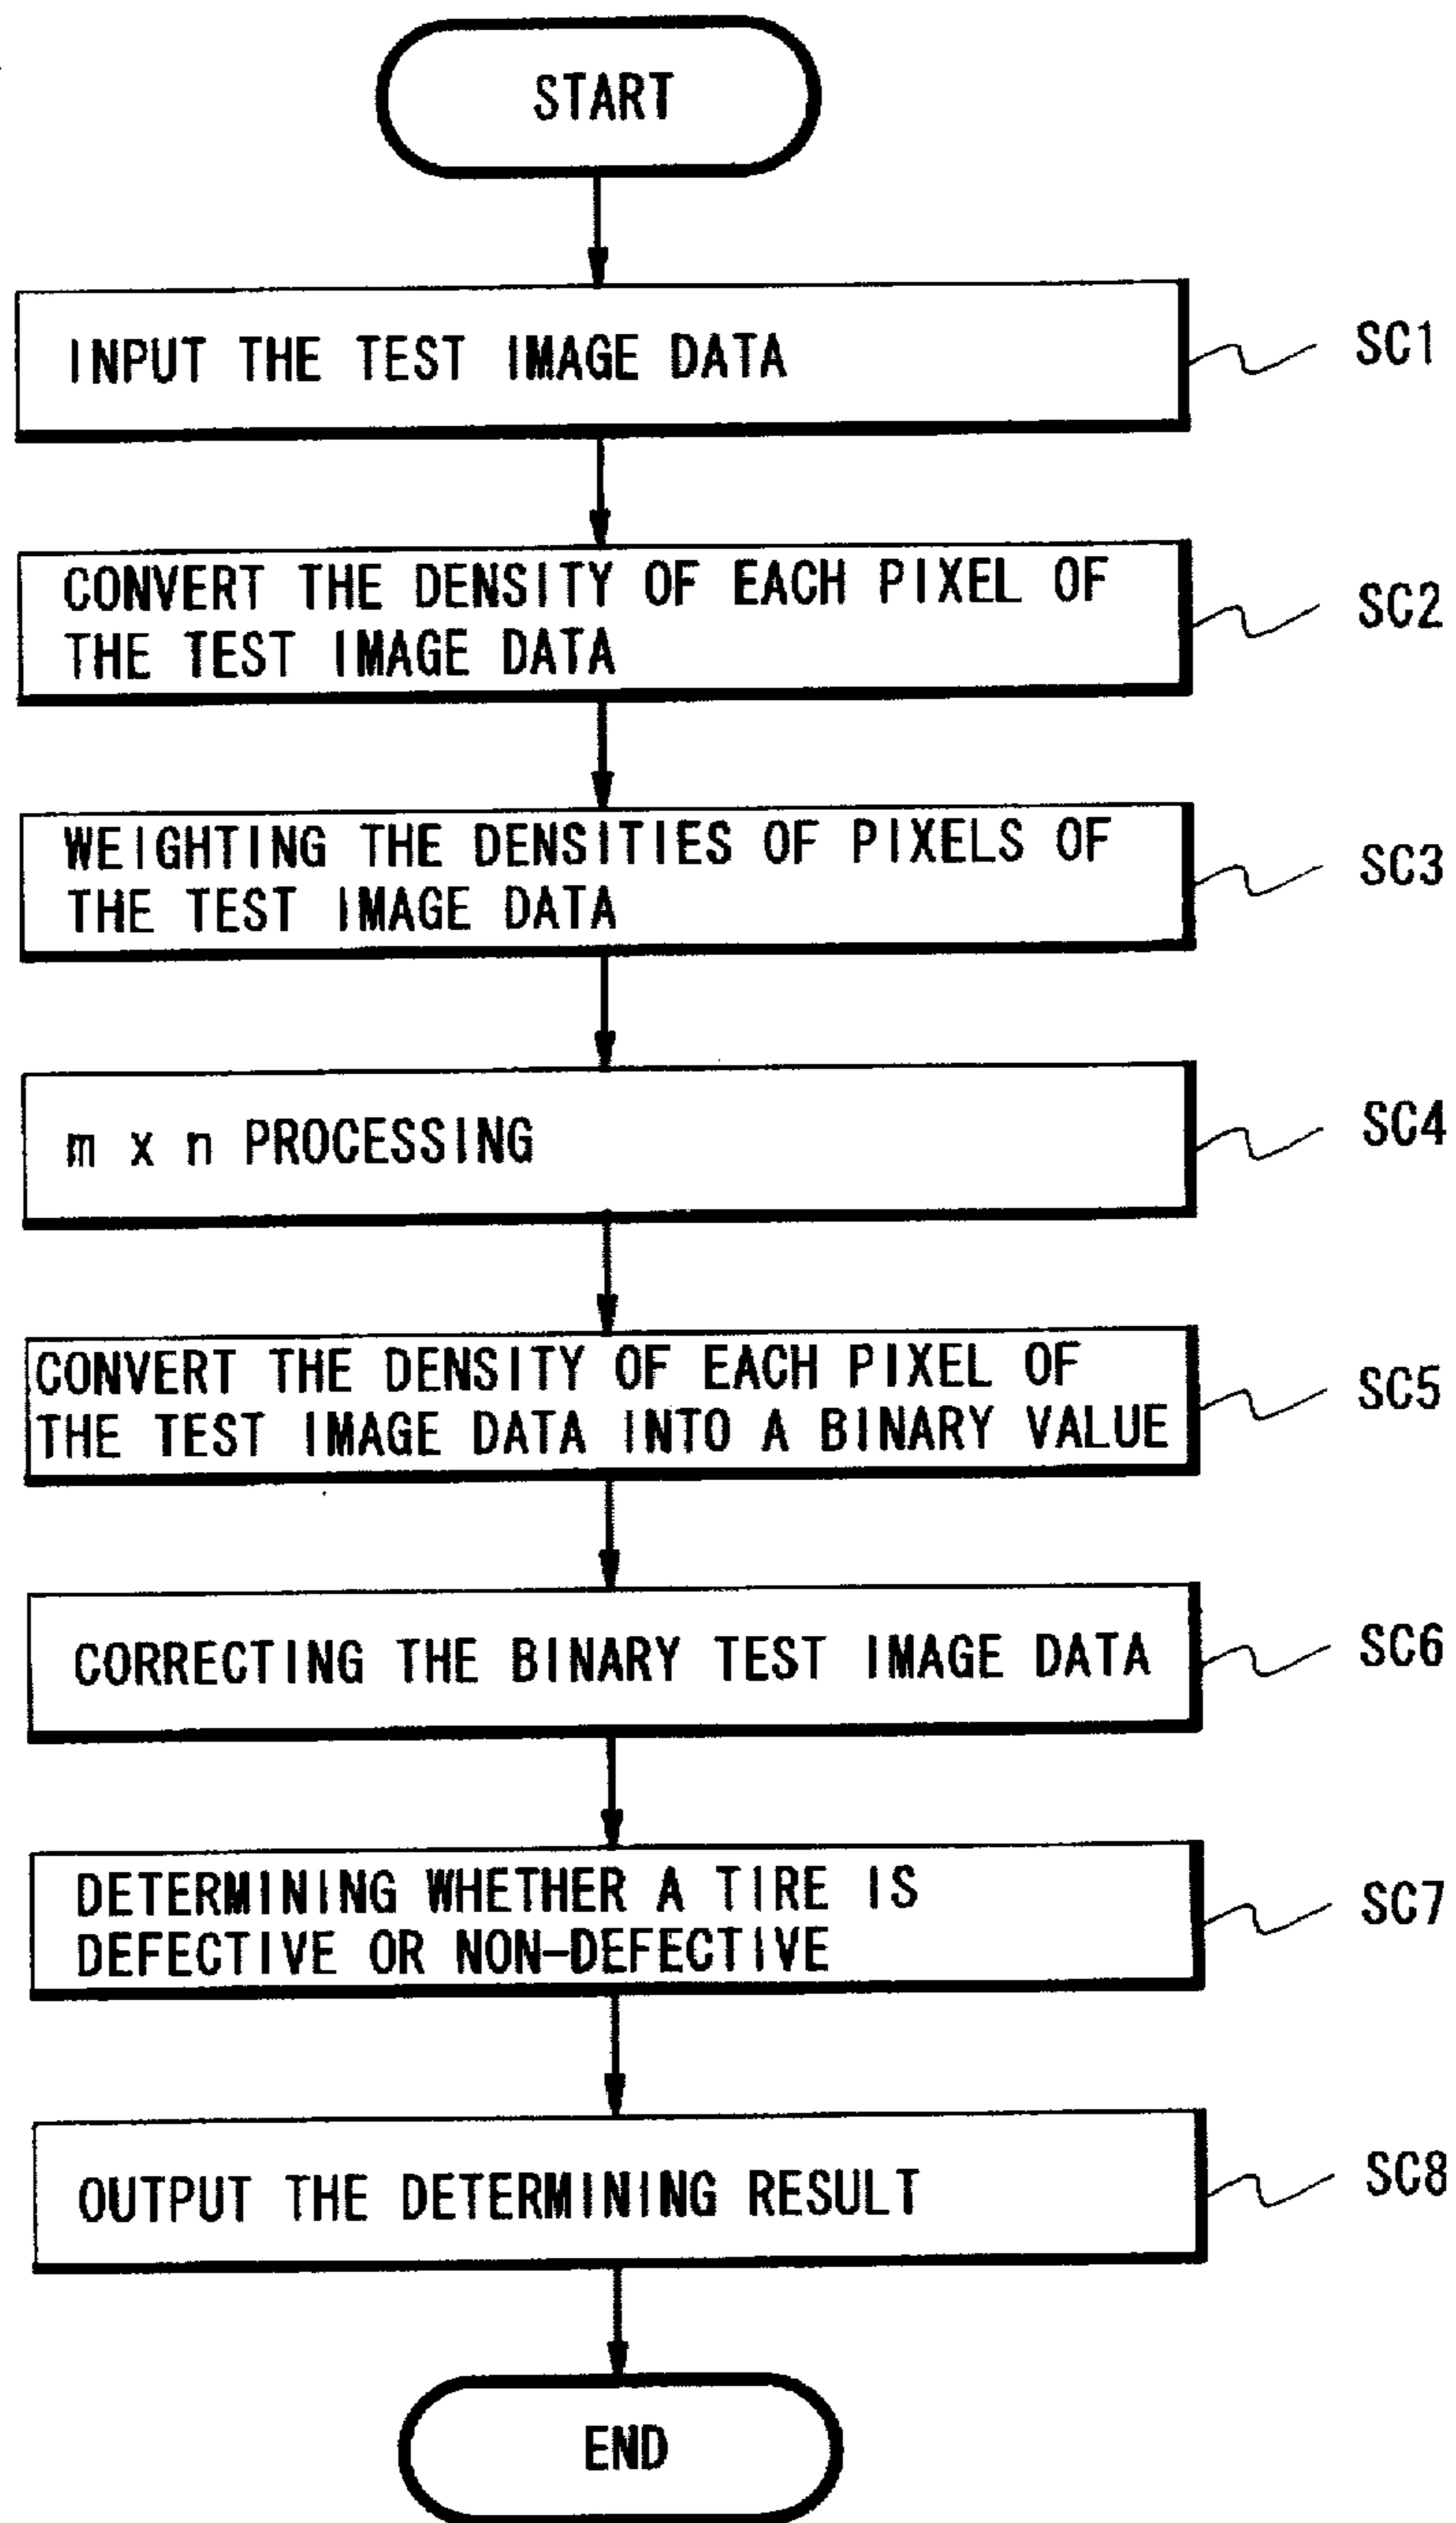 START
INPUT THE TEST IMAGE DATA
SC1
CONVERT THE DENSITY OF EACH PIXEL OF
THE TEST IMAGE DATA
SC2
WEIGHTING THE DENSITIES OF PIXELS OF
THE TEST IMAGE DATA
SC3
m x n PROCESSING
SC4
CONVERT THE DENSITY OF EACH PIXEL OF
THE TEST IMAGE DATA INTO A BINARY VALUE
SC5
CORRECTING THE BINARY TEST IMAGE DATA
SC6
DETERMINING WHETHER A TIRE IS
DEFECTIVE OR NON-DEFECTIVE
SC7
OUTPUT THE DETERMINING RESULT
SC8
END